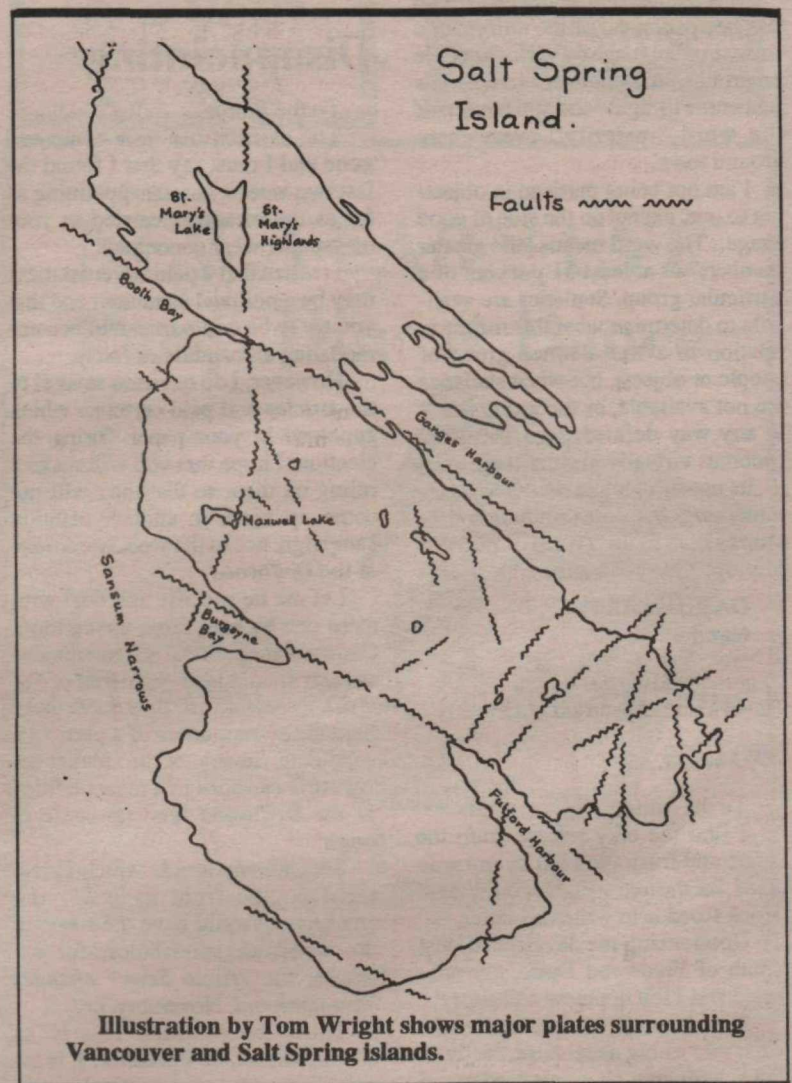 Salt Spring
Island.
Faults
St.
Mary's
Lake
St.
Mary's
Highlands
Booth Bay
Ganges Harbour
Maxwell Lake
Sansum Narrows
Burgoyne
Bay
Fulford Harbour
Illustration by Tom Wright shows major plates surrounding
Vancouver and Salt Spring islands.